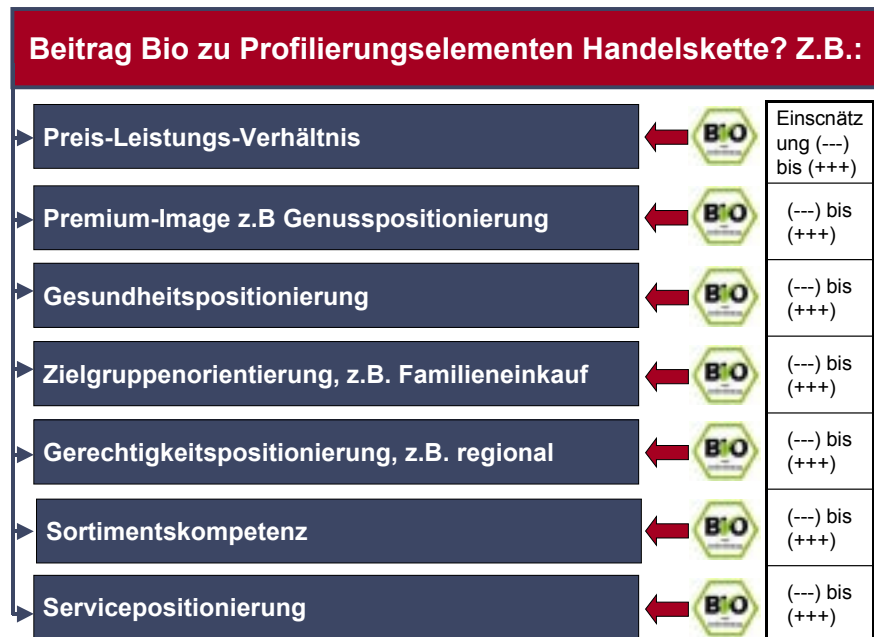 Beitrag Bio zu Profilierungselementen Handelskette? Z.B.:
Preis-Leistungs-Verhältnis
BIO
Einscnätz
ung (---)
bis (+++)
Premium-Image z.B Genusspositionierung
BIO
(---) bis
(+++)
Gesundheitspositionierung
BIO
(---) bis
(+++)
Zielgruppenorientierung, z.B. Familieneinkauf
BIO
(---) bis
(+++)
Gerechtigkeitspositionierung, z.B. regional
BIO
(---) bis
(+++)
Sortimentskompetenz
BIO
(---) bis
(+++)
Servicepositionierung
BIO
(---) bis
(+++)